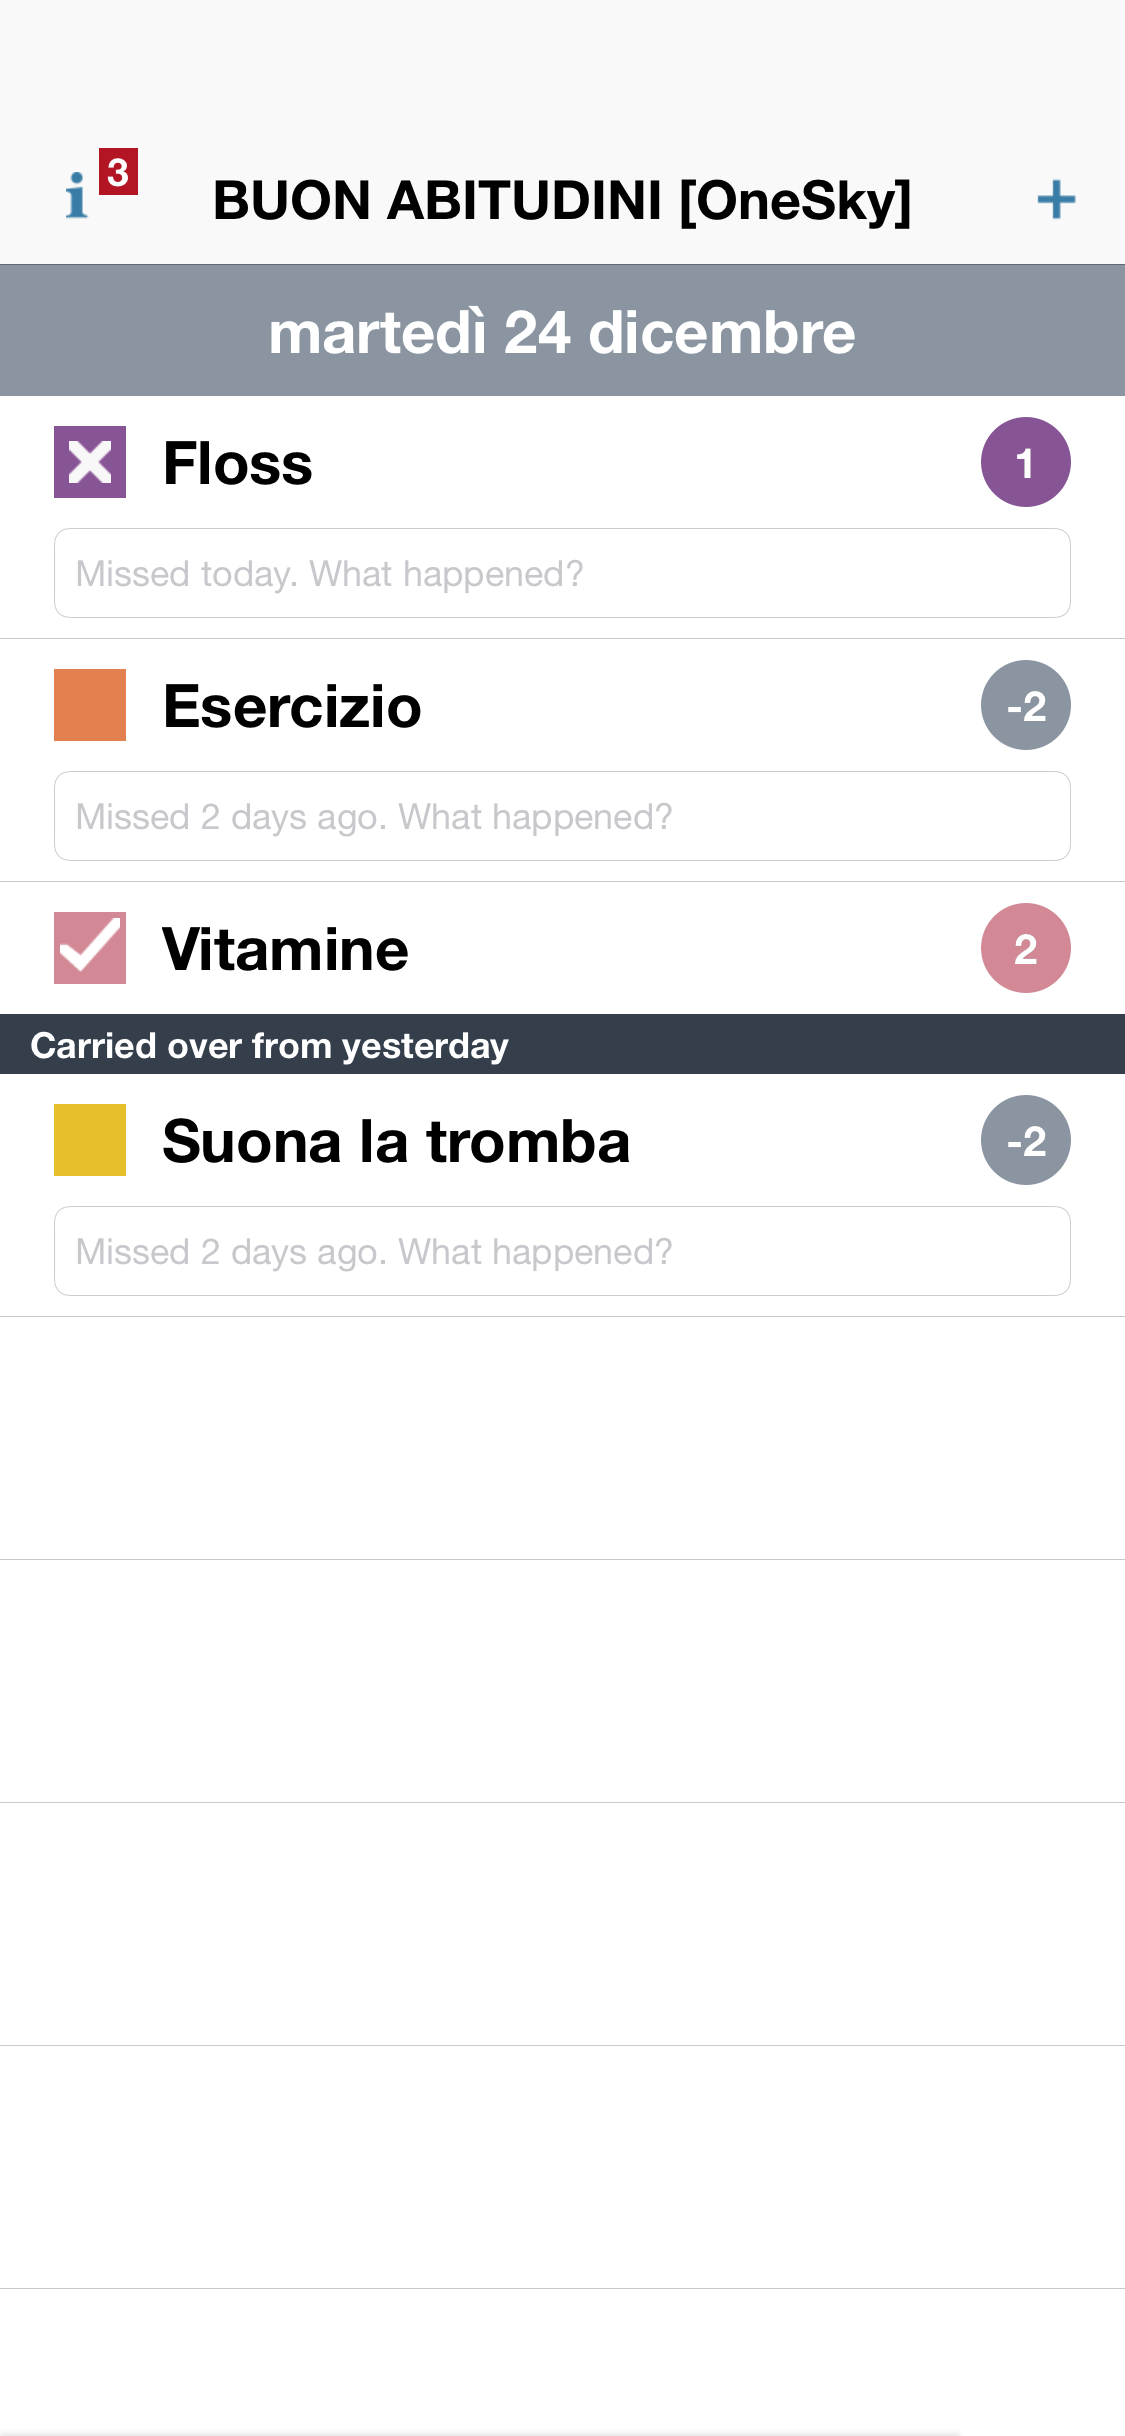 i 3
BUON ABITUDINI [OneSky] +
martedì 24 dicembre
Floss 1
Missed today. What happened?
Esercizio -2
Missed 2 days ago. What happened?
Vitamine 2
Carried over from yesterday
Suona la tromba -2
Missed 2 days ago. What happened?